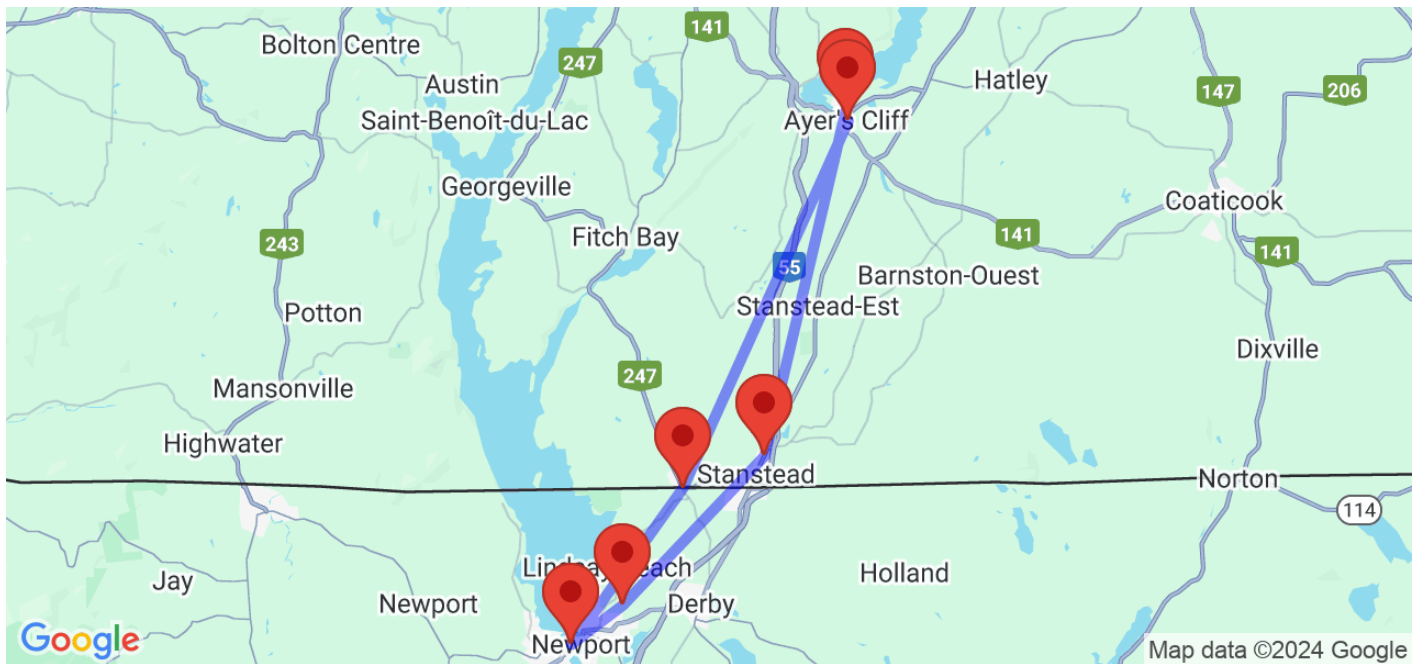 141
Bolton Centre
247
Austin
Hatley
147
206
Saint-Benoît-du-Lac
Ayer's Cliff
Georgeville
Coaticook
Fitch Bay
243
141
141
55
Barnston-Ouest
Stanstead-Est
Potton
Dixville
247
Mansonville
Highwater
Stanstead
Norton
114
Lindsay Beach
Jay
Holland
Newport
Derby
Google
Newport
Map data ©2024 Google